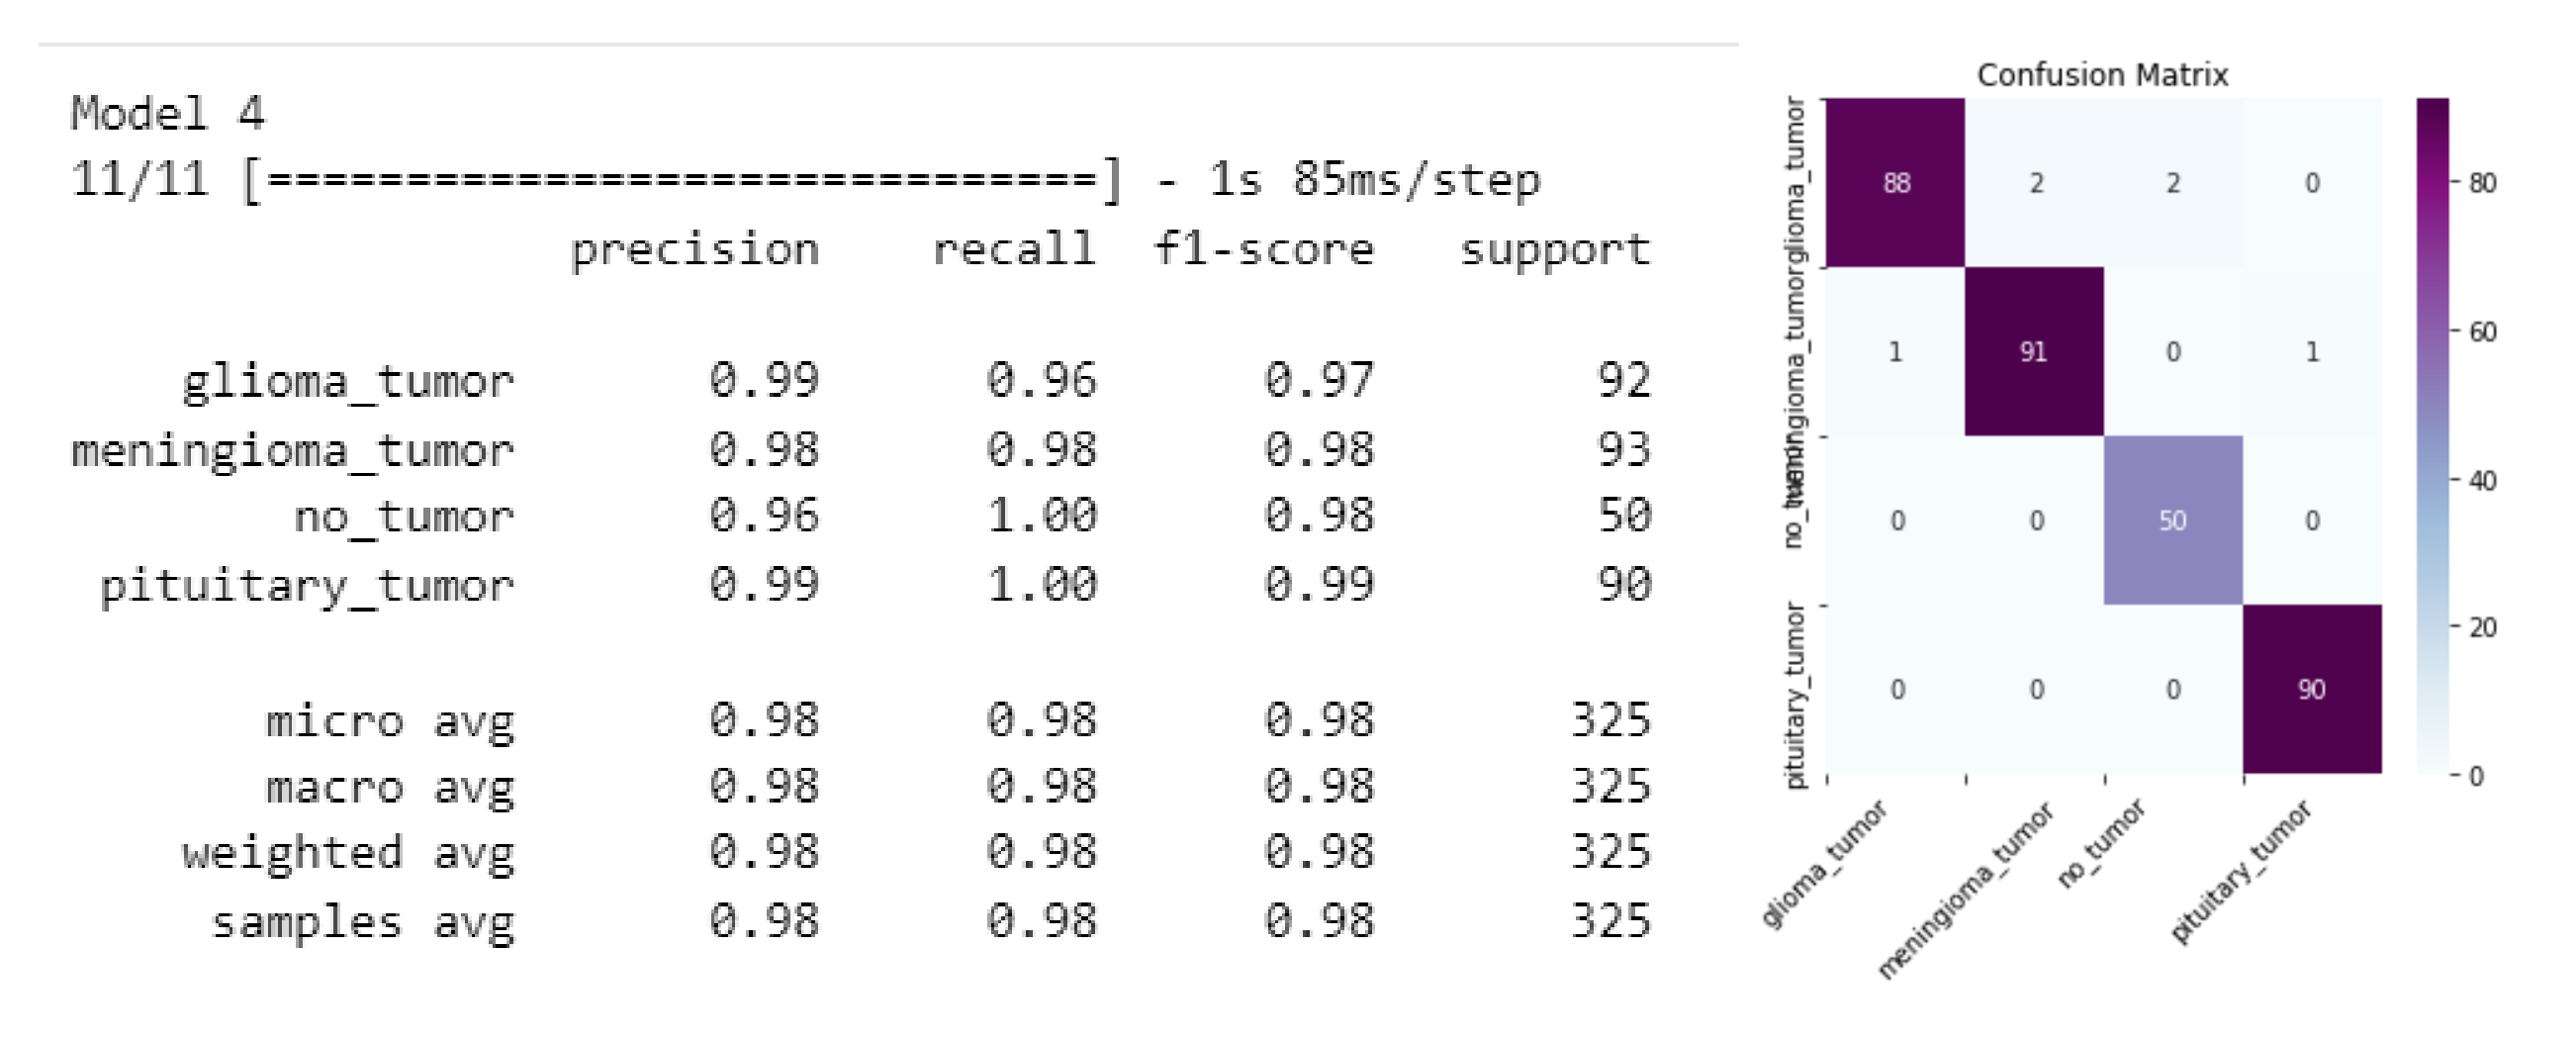 Model 4
11/11 [==============================] - 1s 85ms/step
precision recall f1-score support
glioma_tumor 0.99 0.96 0.97 92
meningioma_tumor 0.98 0.98 0.98 93
no_tumor 0.96 1.00 0.98 50
pituitary_tumor 0.99 1.00 0.99 90
micro avg 0.98 0.98 0.98 325
macro avg 0.98 0.98 0.98 325
weighted avg 0.98 0.98 0.98 325
samples avg 0.98 0.98 0.98 325
Confusion Matrix
glioma_tumor
meningioma_tumor
no_tumor
pituitary_tumor
88 2 2 0
1 91 0 1
0 0 50 0
0 0 0 90
glioma_tumor
meningioma_tumor
no_tumor
pituitary_tumor
80
60
40
20
0